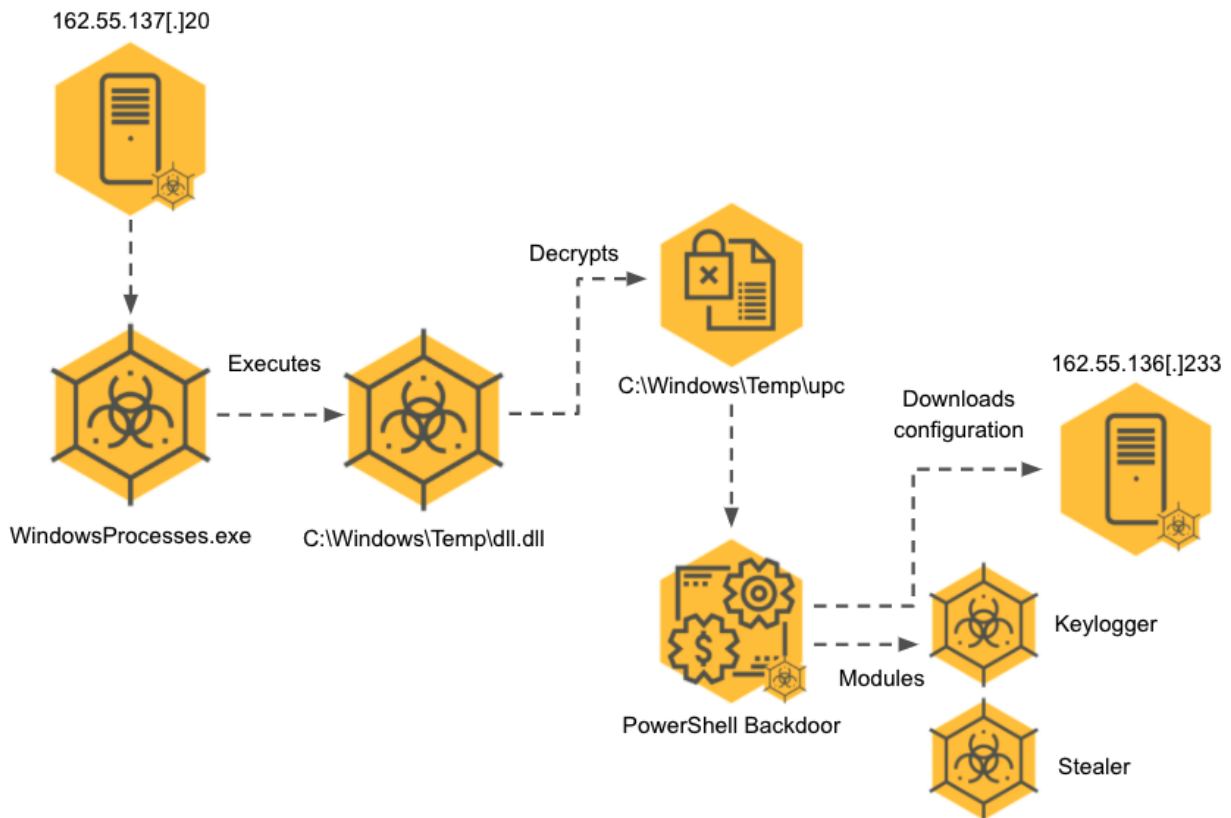 162.55.137[.]20
Decrypts
Executes
C:\Windows\Temp\upc
162.55.136[.]233
Downloads
configuration
WindowsProcesses.exe
C:\Windows\Temp\dll.dll
Keylogger
Modules
PowerShell Backdoor
Stealer